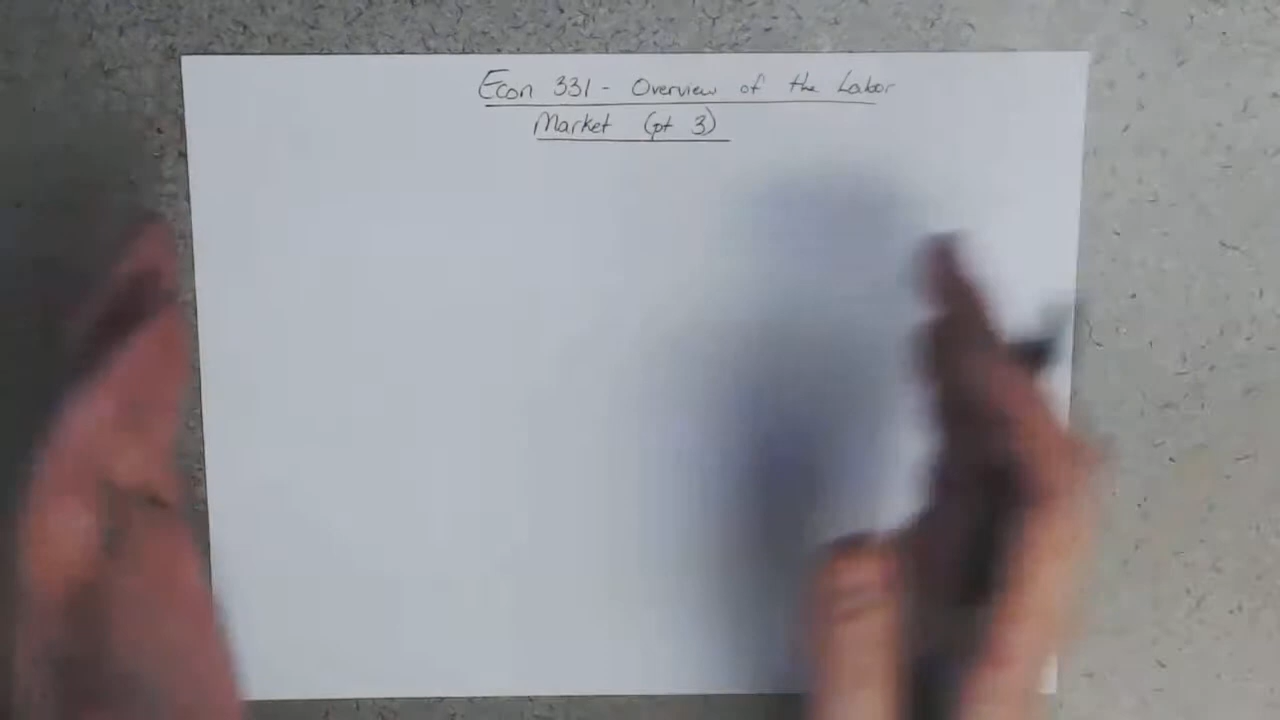 Econ 331 - Overview of the Labor
Market (pt 3)